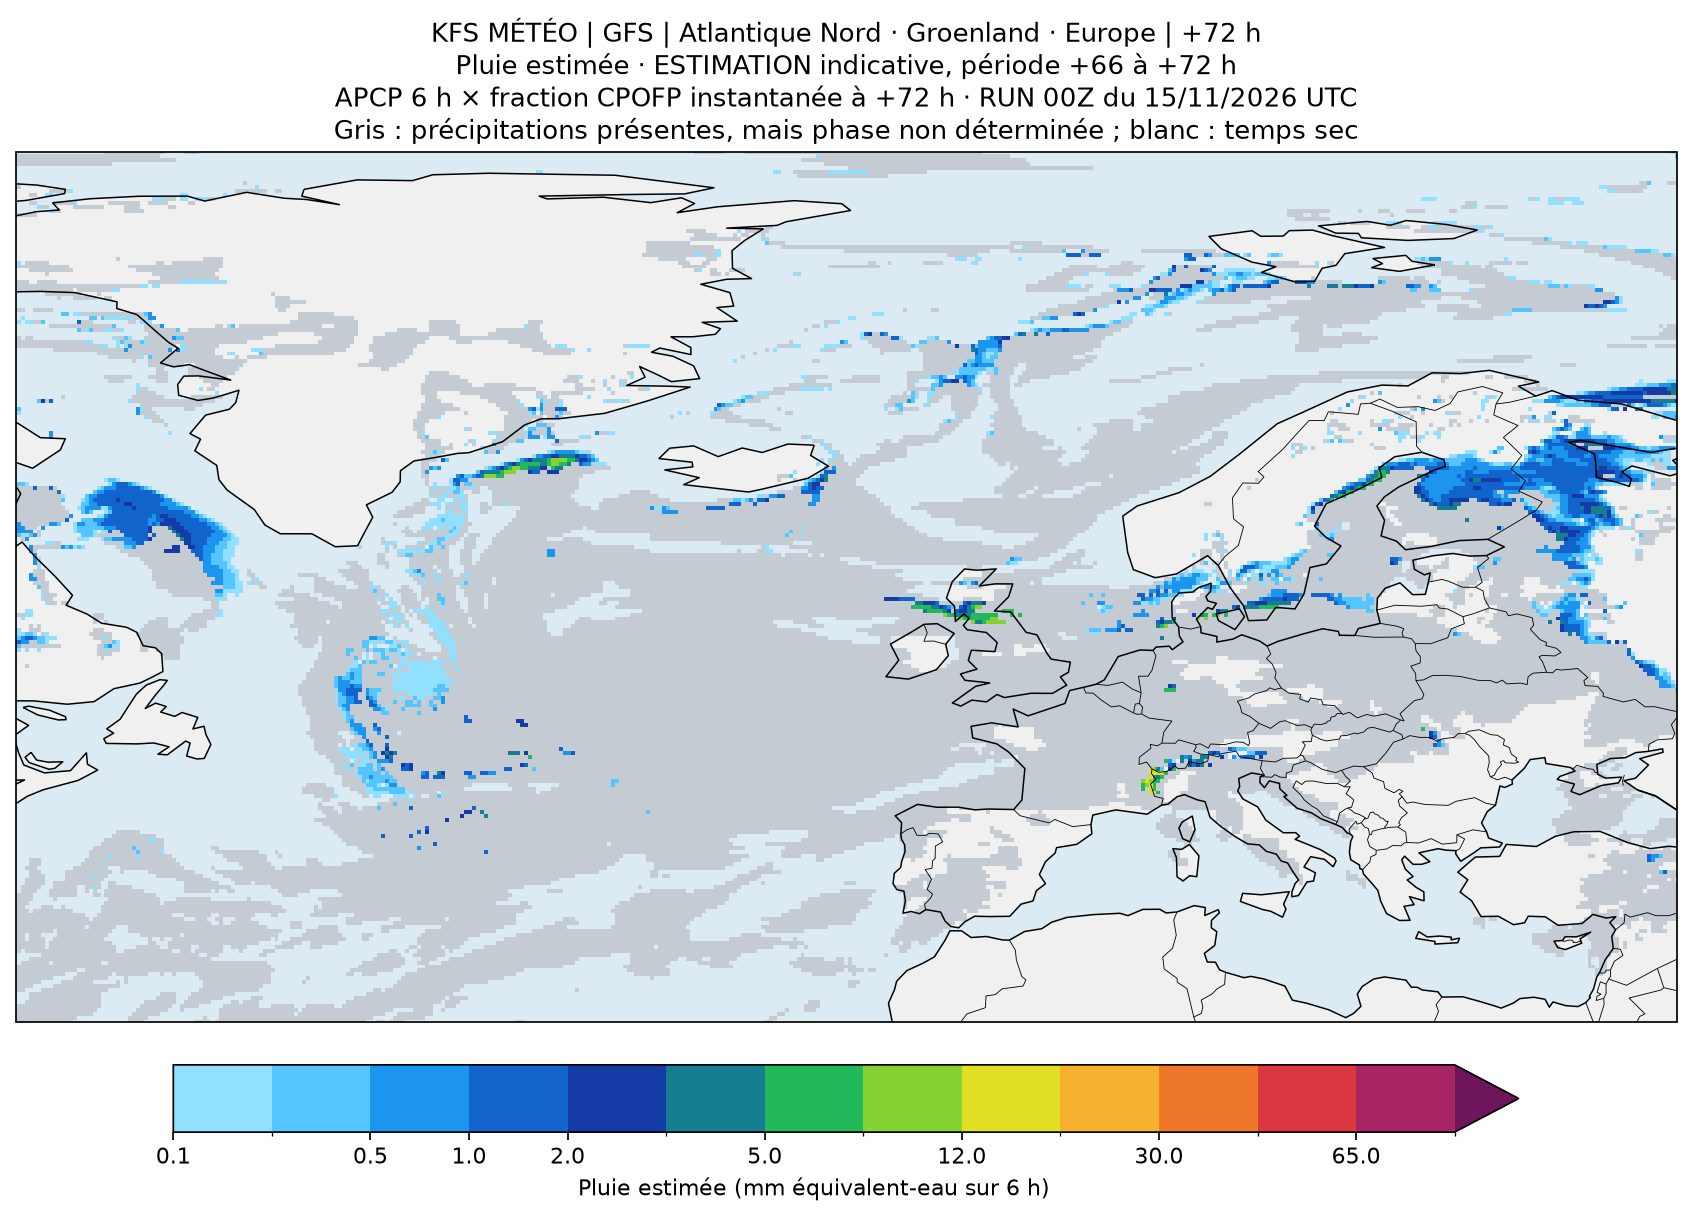 KFS MÉTÉO | GFS | Atlantique Nord · Groenland · Europe | +72 h
Pluie estimée · ESTIMATION indicative, période +66 à +72 h
APCP 6 h × fraction CPOFP instantanée à +72 h · RUN 00Z du 15/11/2026 UTC
Gris : précipitations présentes, mais phase non déterminée ; blanc : temps sec
0.1 0.5 1.0 2.0 5.0 12.0 30.0 65.0
Pluie estimée (mm équivalent-eau sur 6 h)